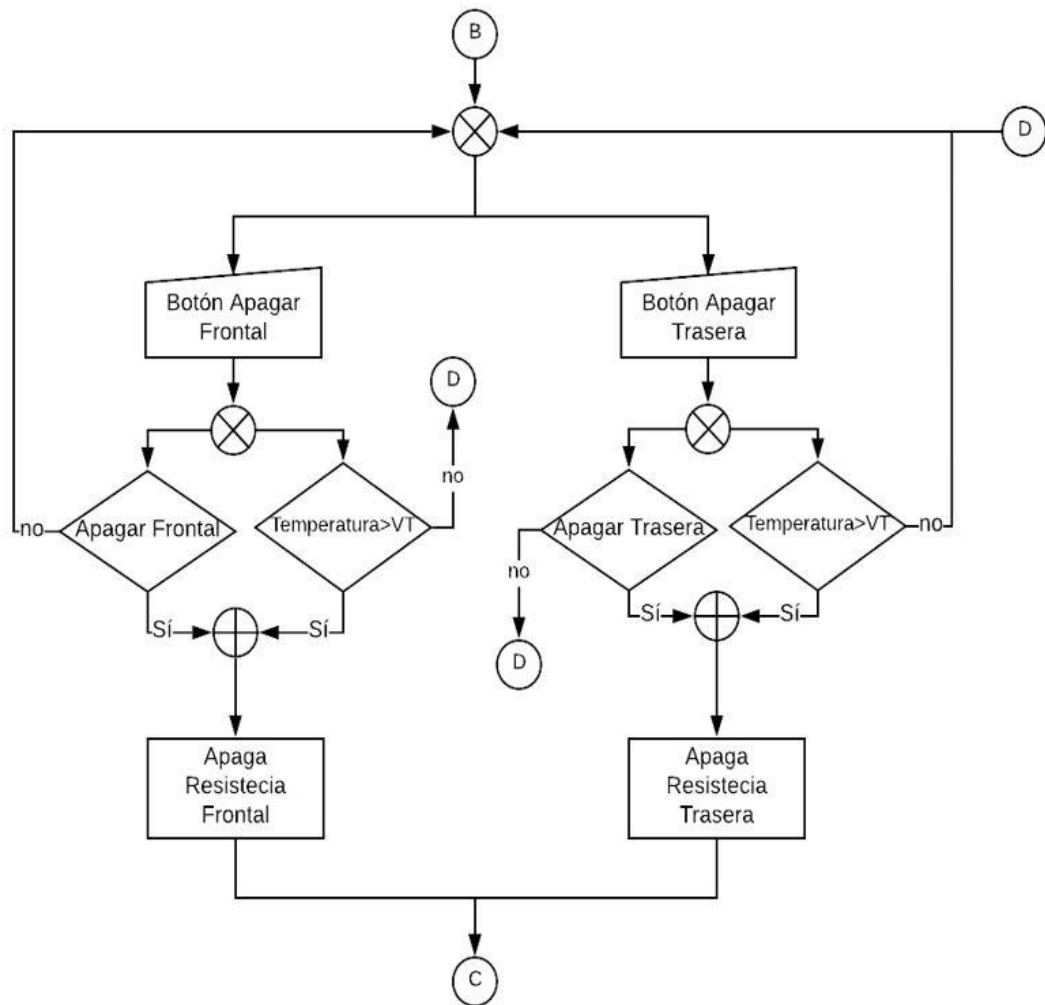 B
D
Botón Apagar
Frontal
Botón Apagar
Trasera
D
no
no
Apagar Frontal
Temperatura>VT
no
Apagar Trasera
Temperatura>VT
no
Sí
Sí
Sí
Sí
D
Apaga
Resistecia
Frontal
Apaga
Resistecia
Trasera
C